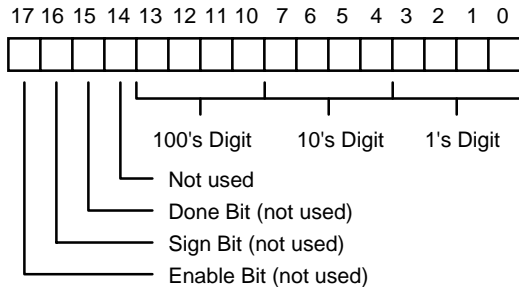 17 16 15 14 13 12 11 10 7 6 5 4 3 2 1 0
100's Digit 10's Digit 1's Digit
Not used
Done Bit (not used)
Sign Bit (not used)
Enable Bit (not used)